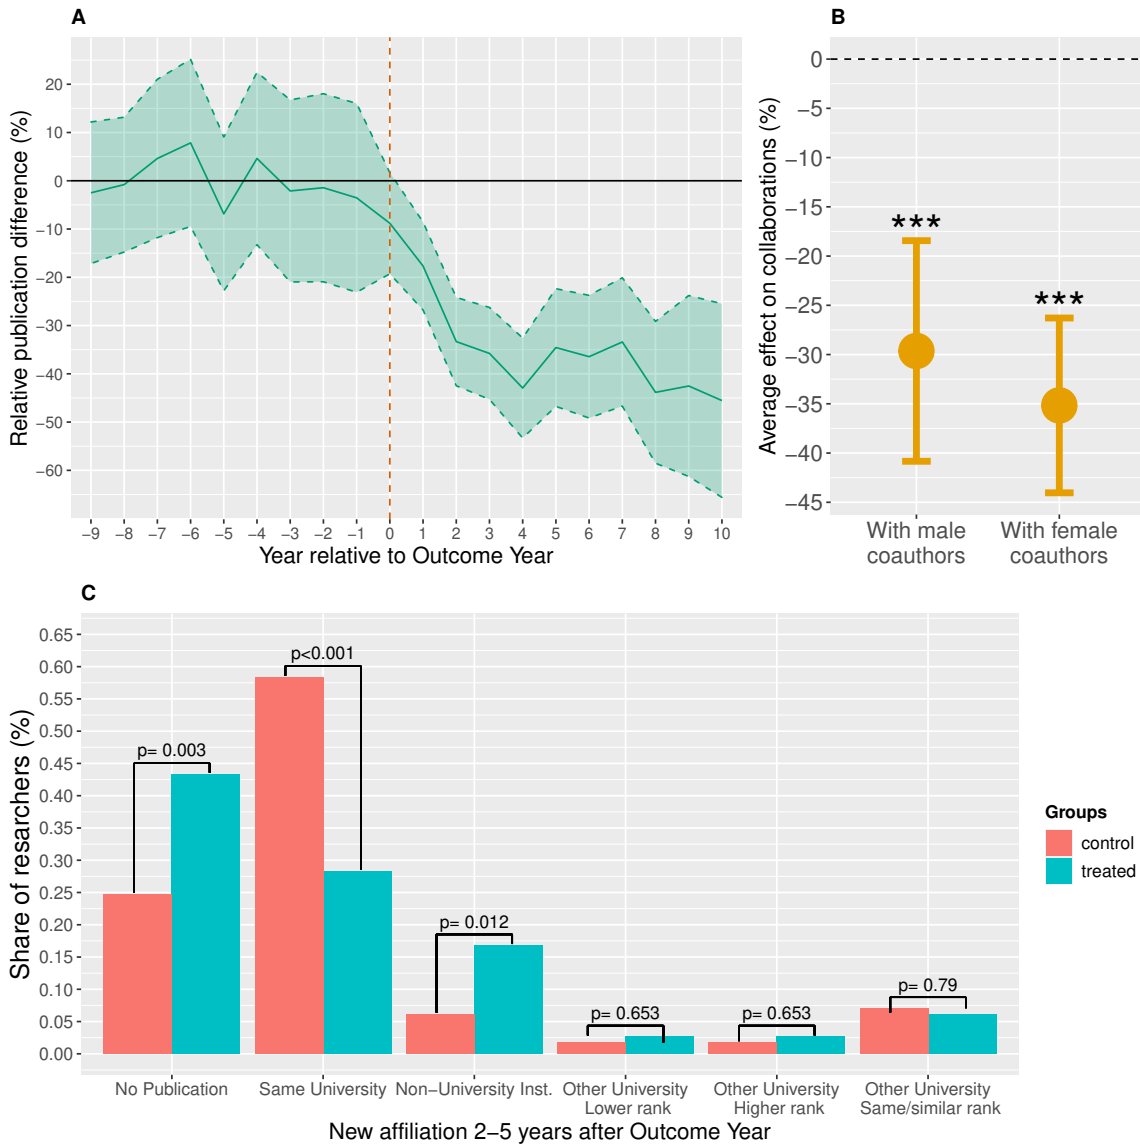 A
Relative publication difference (%)
20
10
0
−10
−20
−30
−40
−50
−60
−9 −8 −7 −6 −5 −4 −3 −2 −1 0 1 2 3 4 5 6 7 8 9 10
Year relative to Outcome Year
B
Average effect on collaborations (%)
0
−5
−10
−15
−20
−25
−30
−35
−40
−45
***
***
With male
coauthors
With female
coauthors
C
Share of researchers (%)
0.65
0.60
0.55
0.50
0.45
0.40
0.35
0.30
0.25
0.20
0.15
0.10
0.05
0.00
p= 0.003
p<0.001
p= 0.012
p= 0.653
p= 0.653
p= 0.79
No Publication
Same University
Non−University Inst.
Other University
Lower rank
Other University
Higher rank
Other University
Same/similar rank
New affiliation 2−5 years after Outcome Year
Groups
control
treated